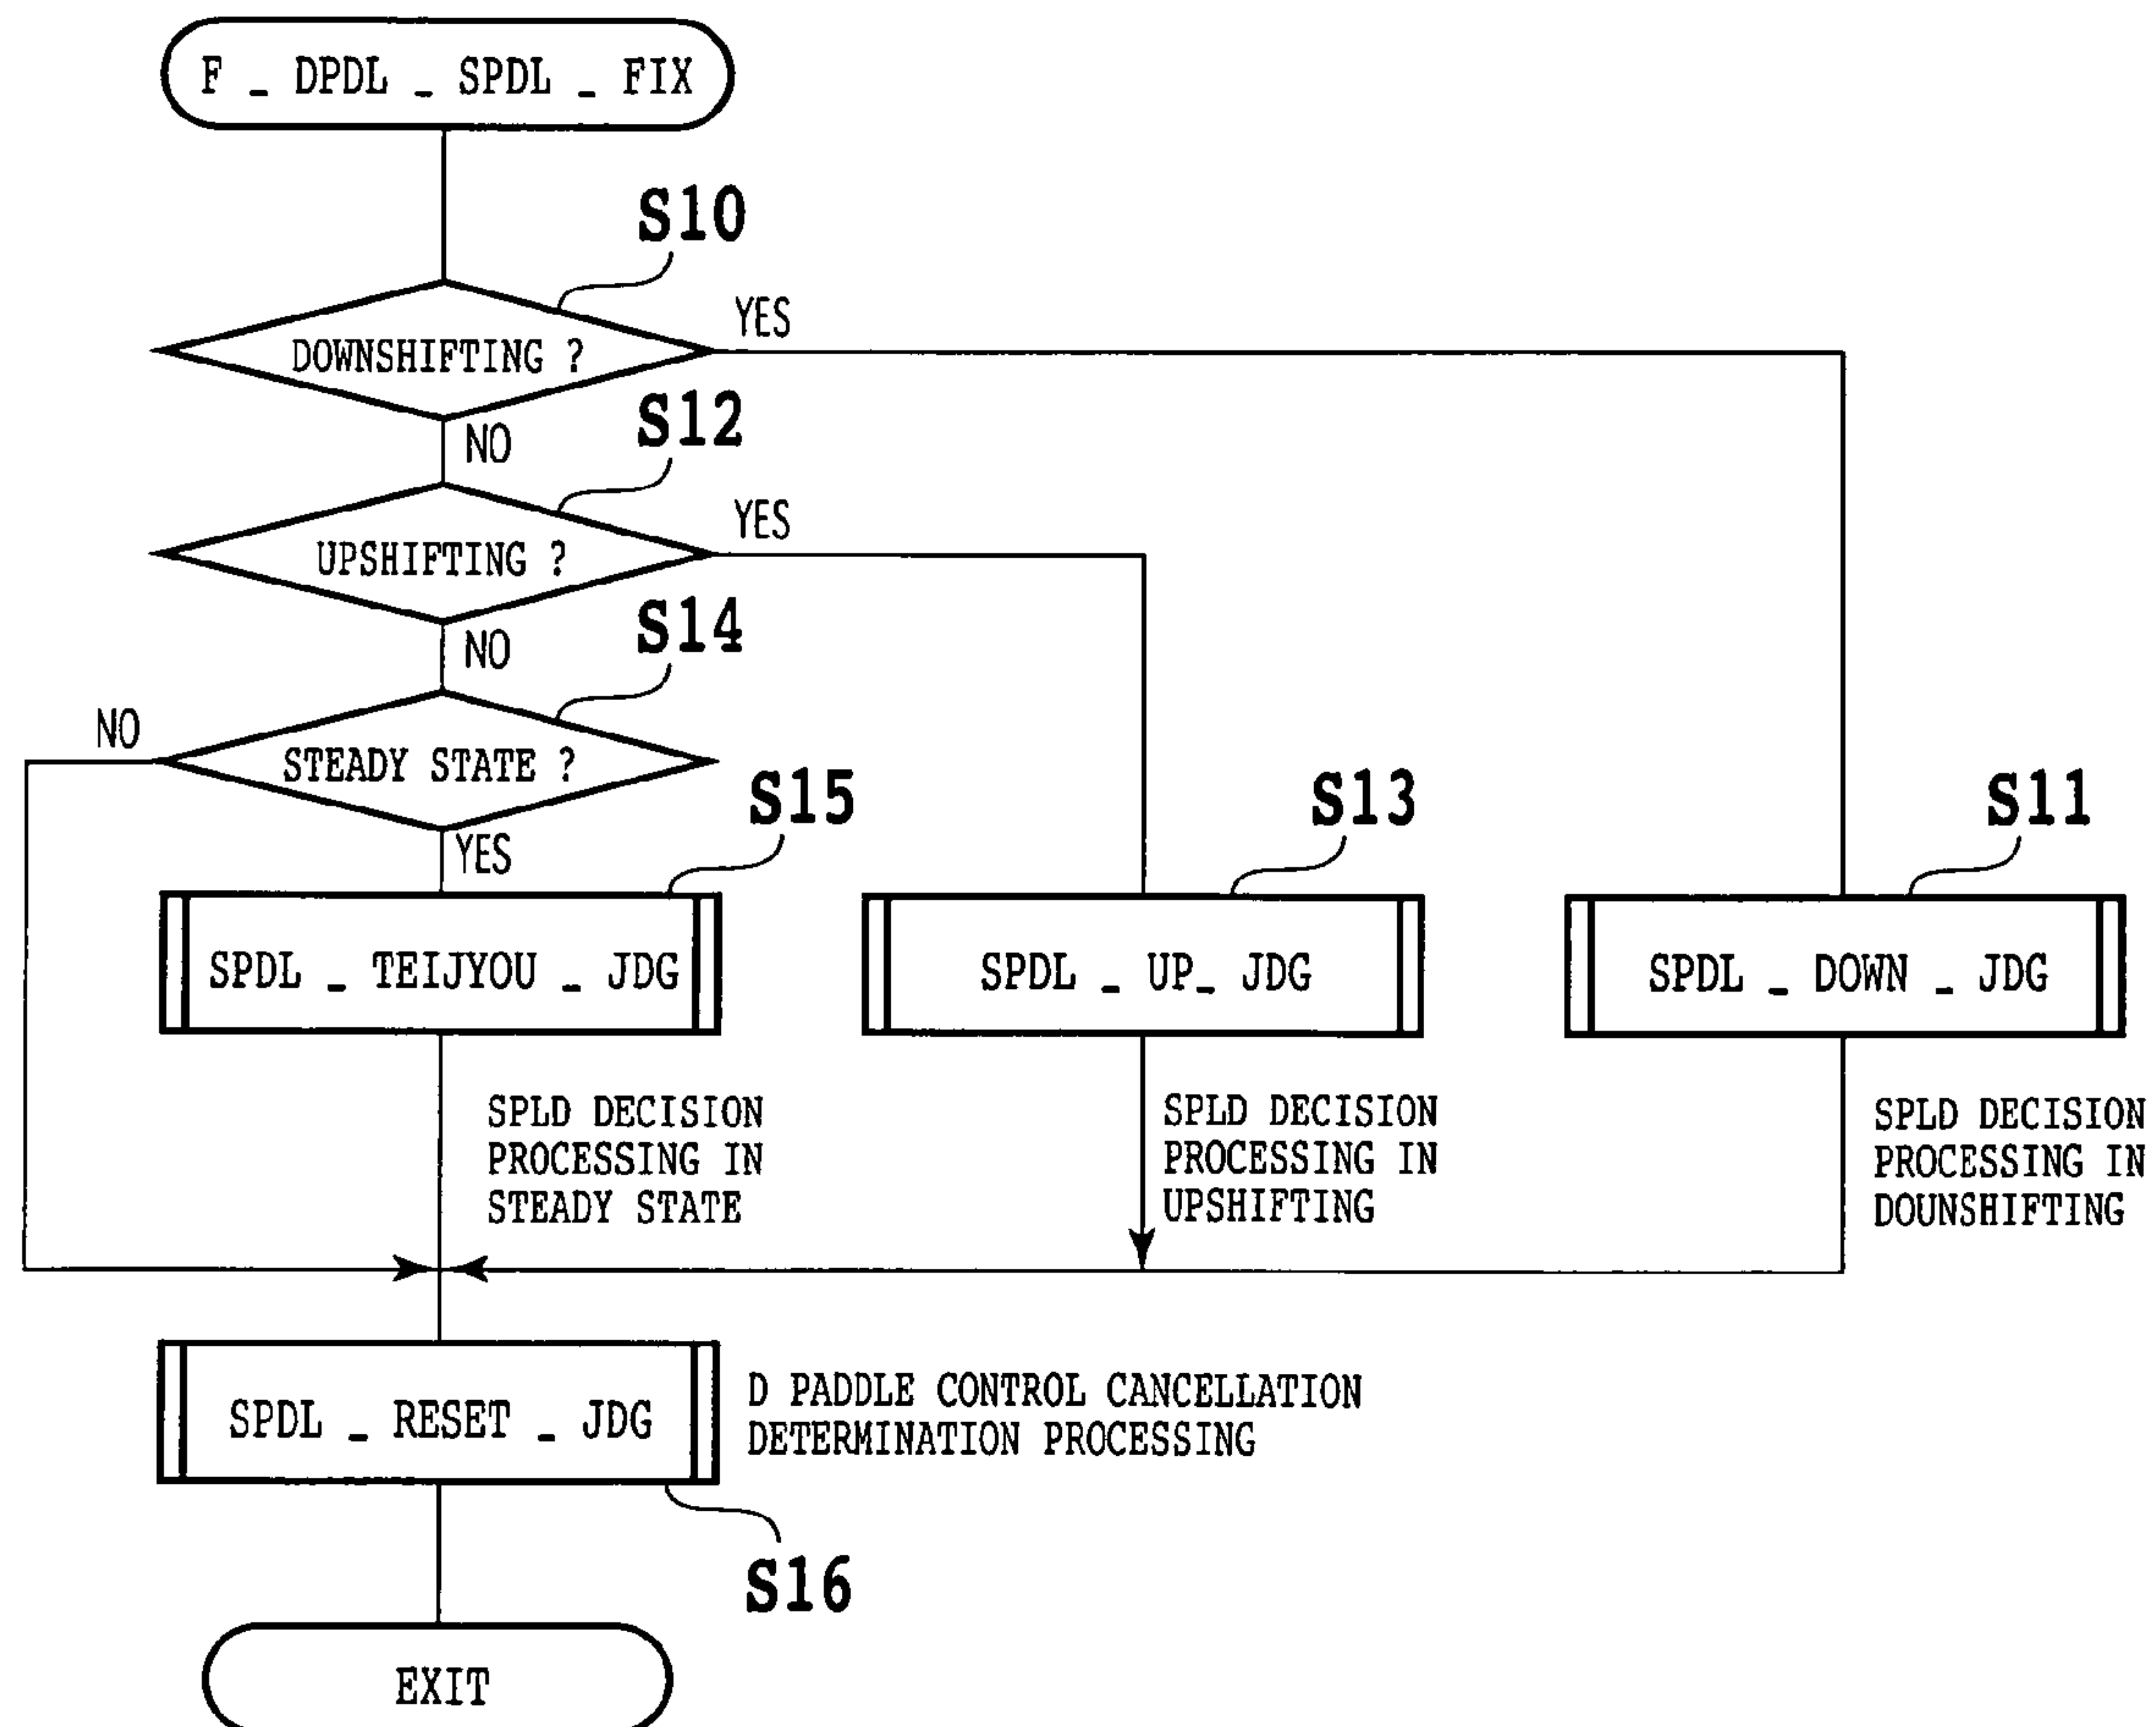 F _ DPDL _ SPDL _ FIX
S10
YES
DOWNSHIFTING ?
S12
NO
YES
UPSHIFTING ?
S14
NO
NO
STEADY STATE ?
S15
S13
S11
YES
SPDL _ TEIJYOU _ JDG
SPDL _ UP_ JDG
SPDL _ DOWN _ JDG
SPLD DECISION
PROCESSING IN
STEADY STATE
SPLD DECISION
PROCESSING IN
UPSHIFTING
SPLD DECISION
PROCESSING IN
DOUNSHIFTING
SPDL _ RESET _ JDG
D PADDLE CONTROL CANCELLATION
DETERMINATION PROCESSING
S16
EXIT